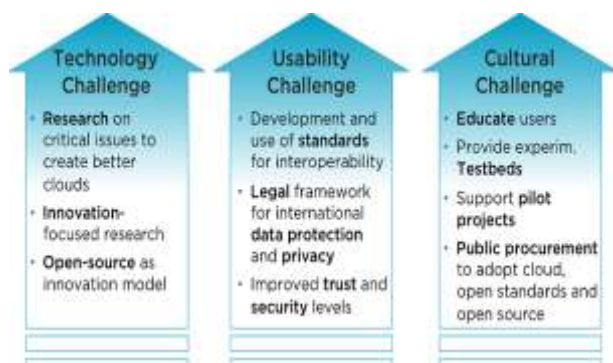 Technology
Challenge
• Research on
critical issues to
create better
clouds
• Innovation-
focused research
• Open-source as
innovation model
Usability
Challenge
• Development and
use of standards
for interoperability
• Legal framework
for international
data protection
and privacy
• Improved trust and
security levels
Cultural
Challenge
• Educate users
• Provide experim.
Testbeds
• Support pilot
projects
• Public procurement
to adopt cloud,
open standards and
open source